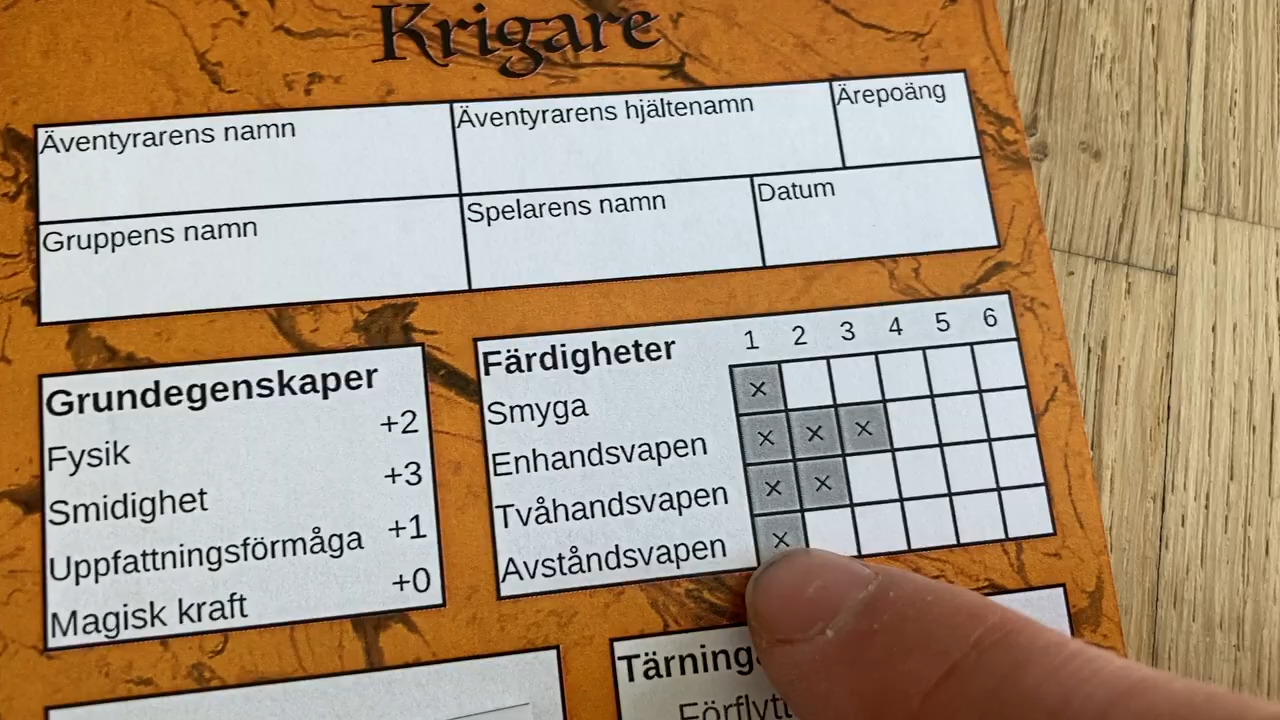 Krigare
Äventyrarens namn
Äventyrarens hjältenamn
Ärepoäng
Gruppens namn
Spelarens namn
Datum
Grundegenskaper
Fysik +2
Smidighet +3
Uppfattningsförmåga +1
Magisk kraft +0
Färdigheter 1 2 3 4 5 6
Smyga ×
Enhandsvapen × × ×
Tvåhandsvapen × ×
Avståndsvapen ×